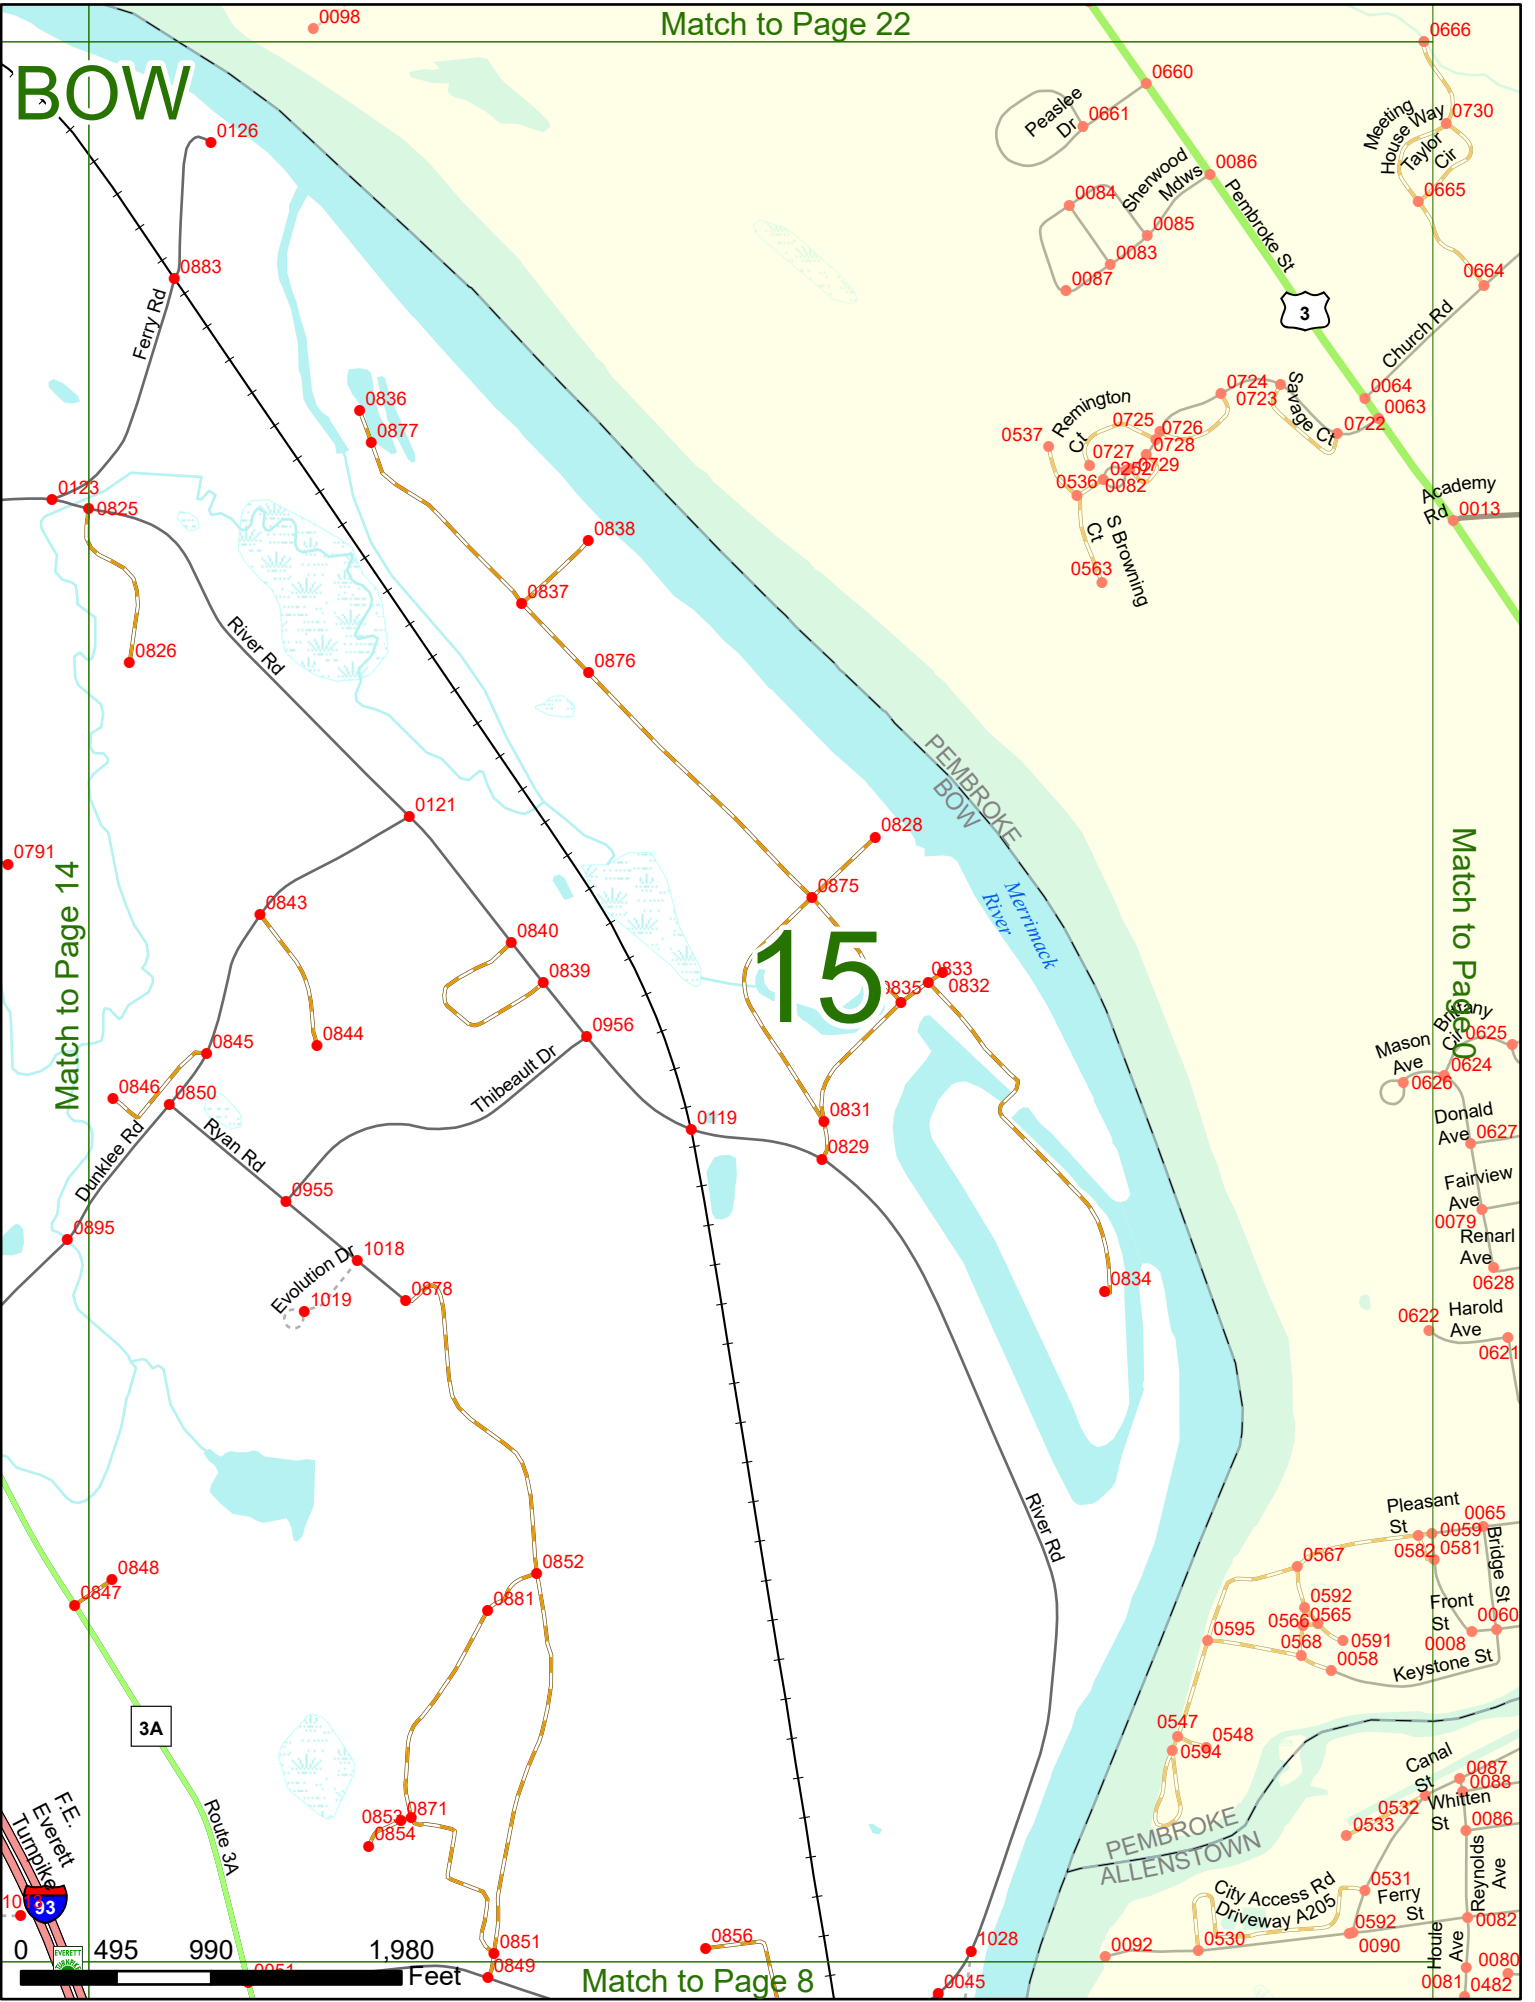 Match to Page 22
BOW
0098
0666
0660
0661
Peaslee
Dr
0730
Meeting
House Way
Taylor
Cir
0126
0086
Sherwood
Mdws
0084
0085
0665
Pembroke St
0083
0087
0883
0664
3
Ferry Rd
Church Rd
0836
0877
0724
0723
Savage Ct
0064
0063
0722
Remington
Ct
0725
0726
0537
0728
0727
0729
0252
0536
0082
0123
0825
Academy
Rd
0013
0838
S Browning
Ct
0563
0837
0826
River Rd
0876
PEMBROKE
BOW
0121
0828
0791
Match to Page 14
Match to Page 0
0875
Merrimack
River
0843
0840
15
0839
0833
0832
0835
0956
0844
0845
Brittany
Cir
0625
Mason
Ave
0624
0626
Thibeault Dr
0846
0850
0119
0831
0829
Donald
Ave
0627
Ryan Rd
Dunklee Rd
0955
Fairview
Ave
0079
0895
Renarl
Ave
0628
1018
Evolution Dr
1019
0878
0834
0622
Harold
Ave
0621
River Rd
Pleasant
St
0065
0059
0582
0581
Bridge St
0567
0848
0847
0852
0881
0592
0566
0565
0595
0591
0568
0058
Front
St
0060
0008
Keystone St
3A
0547
0548
0594
Canal
St
0087
0088
0532
Whitten
St
0533
0086
F.E.
Everett
Turnpike
Route 3A
0871
0853
0854
PEMBROKE
ALLENSTOWN
Reynolds
Ave
City Access Rd
Driveway A205
0531
Ferry
St
0082
0592
0090
93
0851
0849
0856
1028
0045
0092
0530
Houle
Ave
0080
0081
0482
0
495
990
1,980
Feet
EVERETT
TURNPIKE
0051
Match to Page 8